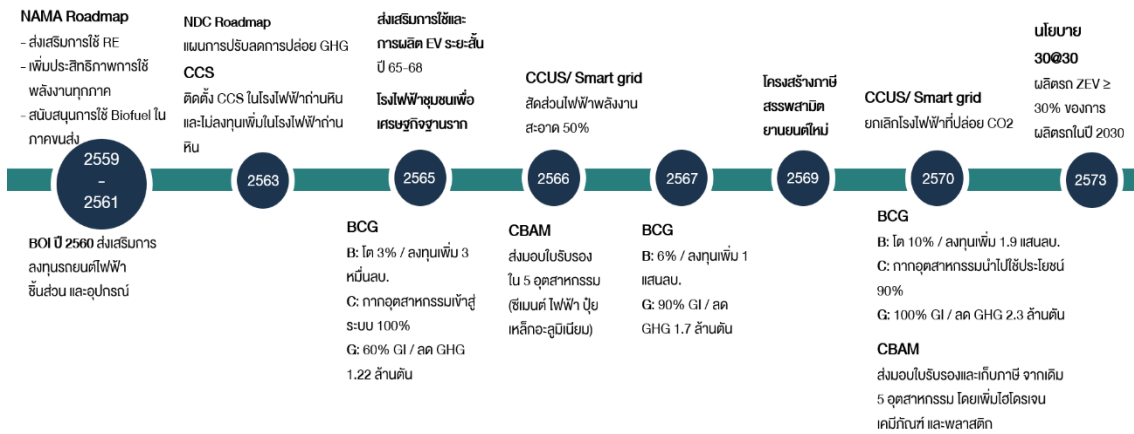 NAMA Roadmap
- ส่งเสริมการใช้ RE
- เพิ่มประสิทธิภาพการใช้
พลังงานทุกภาค
- สนับสนุนการใช้ Biofuel ใน
ภาคขนส่ง
2559
-
2561
BOI ปี 2560 ส่งเสริมการ
ลงทุนรถยนต์ไฟฟ้า
ชิ้นส่วน และอุปกรณ์
NDC Roadmap
แผนการปรับลดการปล่อย GHG
CCS
ติดตั้ง CCS ในโรงไฟฟ้าถ่านหิน
และไม่ลงทุนเพิ่มในโรงไฟฟ้าถ่าน
หิน
2563
ส่งเสริมการใช้และ
การผลิต EV ระยะสั้น
ปี 65-68
โรงไฟฟ้าชุมชนเพื่อ
เศรษฐกิจฐานราก
2565
BCG
B: โต 3% / ลงทุนเพิ่ม 3
หมื่นลบ.
C: กากอุตสาหกรรมเข้าสู่
ระบบ 100%
G: 60% GI / ลด GHG
1.22 ล้านตัน
CCUS/ Smart grid
สัดส่วนไฟฟ้าพลังงาน
สะอาด 50%
2566
CBAM
ส่งมอบใบรับรอง
ใน 5 อุตสาหกรรม
(ซีเมนต์ ไฟฟ้า ปุ๋ย
เหล็กอะลูมิเนียม)
2567
BCG
B: 6% / ลงทุนเพิ่ม 1
แสนลบ.
G: 90% GI / ลด
GHG 1.7 ล้านตัน
โครงสร้างภาษี
สรรพสามิต
ยานยนต์ใหม่
2569
CCUS/ Smart grid
ยกเลิกโรงไฟฟ้าที่ปล่อย CO2
2570
BCG
B: โต 10% / ลงทุนเพิ่ม 1.9 แสนลบ.
C: กากอุตสาหกรรมนำไปใช้ประโยชน์
90%
G: 100% GI / ลด GHG 2.3 ล้านตัน
CBAM
ส่งมอบใบรับรองและเก็บภาษี จากเดิม
5 อุตสาหกรรม โดยเพิ่มไฮโดรเจน
เคมีภัณฑ์ และพลาสติก
นโยบาย
30@30
ผลิตรถ ZEV ≥
30% ของการ
ผลิตรถในปี 2030
2573